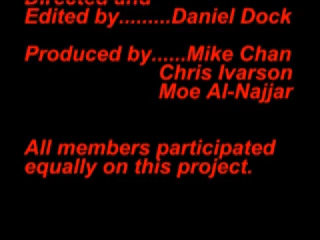 Directed and
Edited by.........Daniel Dock
Produced by......Mike Chan
Chris Ivarson
Moe Al-Najjar
All members participated
equally on this project.